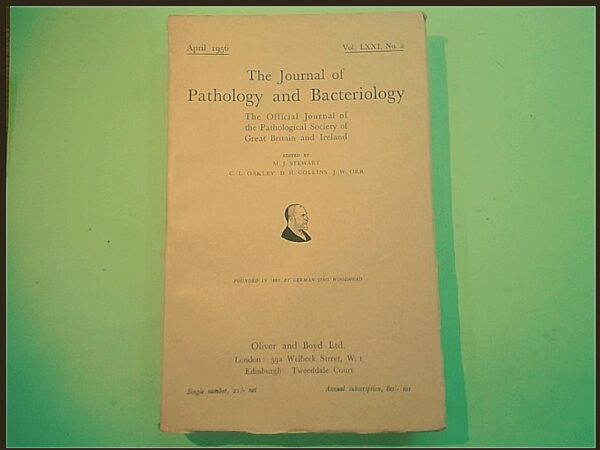 April 1956
Vol. LXXI, No. 2
The Journal of
Pathology and Bacteriology
The Official Journal of
the Pathological Society of
Great Britain and Ireland
EDITED BY
M. J. STEWART
C. L. OAKLEY D. H. COLLINS J. W. ORR
FOUNDED IN BY GERMAN SIMS WOODHEAD
Oliver and Boyd Ltd.
London: 39A Welbeck Street, W. 1
Edinburgh: Tweeddale Court
Single number, 21/- net
Annual subscription, 80/- net